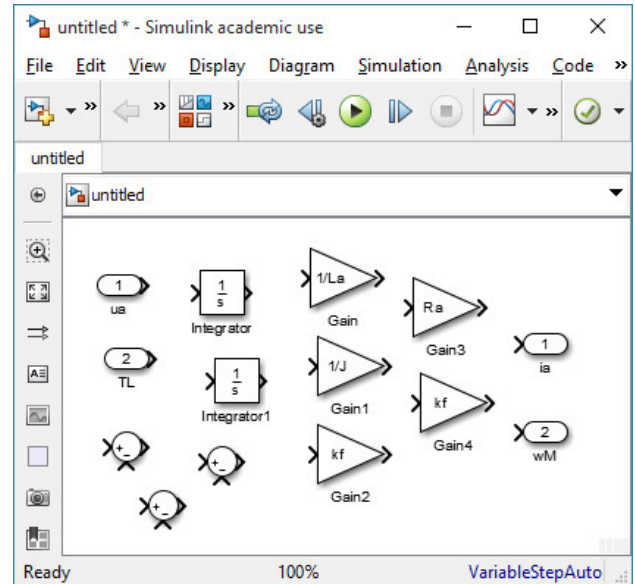 untitled * - Simulink academic use
File Edit View Display Diagram Simulation Analysis Code »
» » » »
untitled
untitled
1
ua
1
s
Integrator
1/La
Gain
Ra
Gain3
1
ia
2
TL
1
s
Integrator1
1/J
Gain1
kf
Gain4
2
wM
+
-
+
-
+
-
kf
Gain2
Ready 100% VariableStepAuto